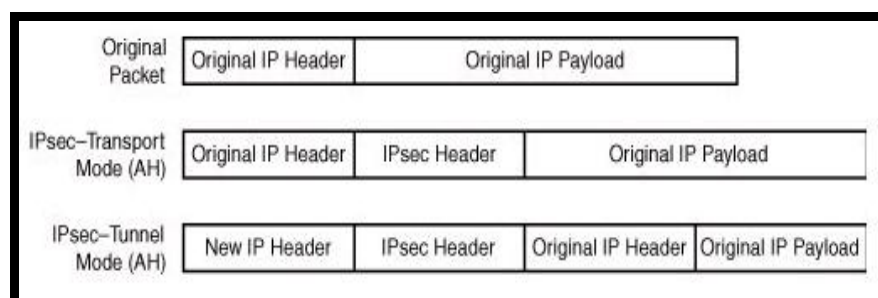 Original
Packet
Original IP Header
Original IP Payload
IPsec–Transport
Mode (AH)
Original IP Header
IPsec Header
Original IP Payload
IPsec–Tunnel
Mode (AH)
New IP Header
IPsec Header
Original IP Header
Original IP Payload